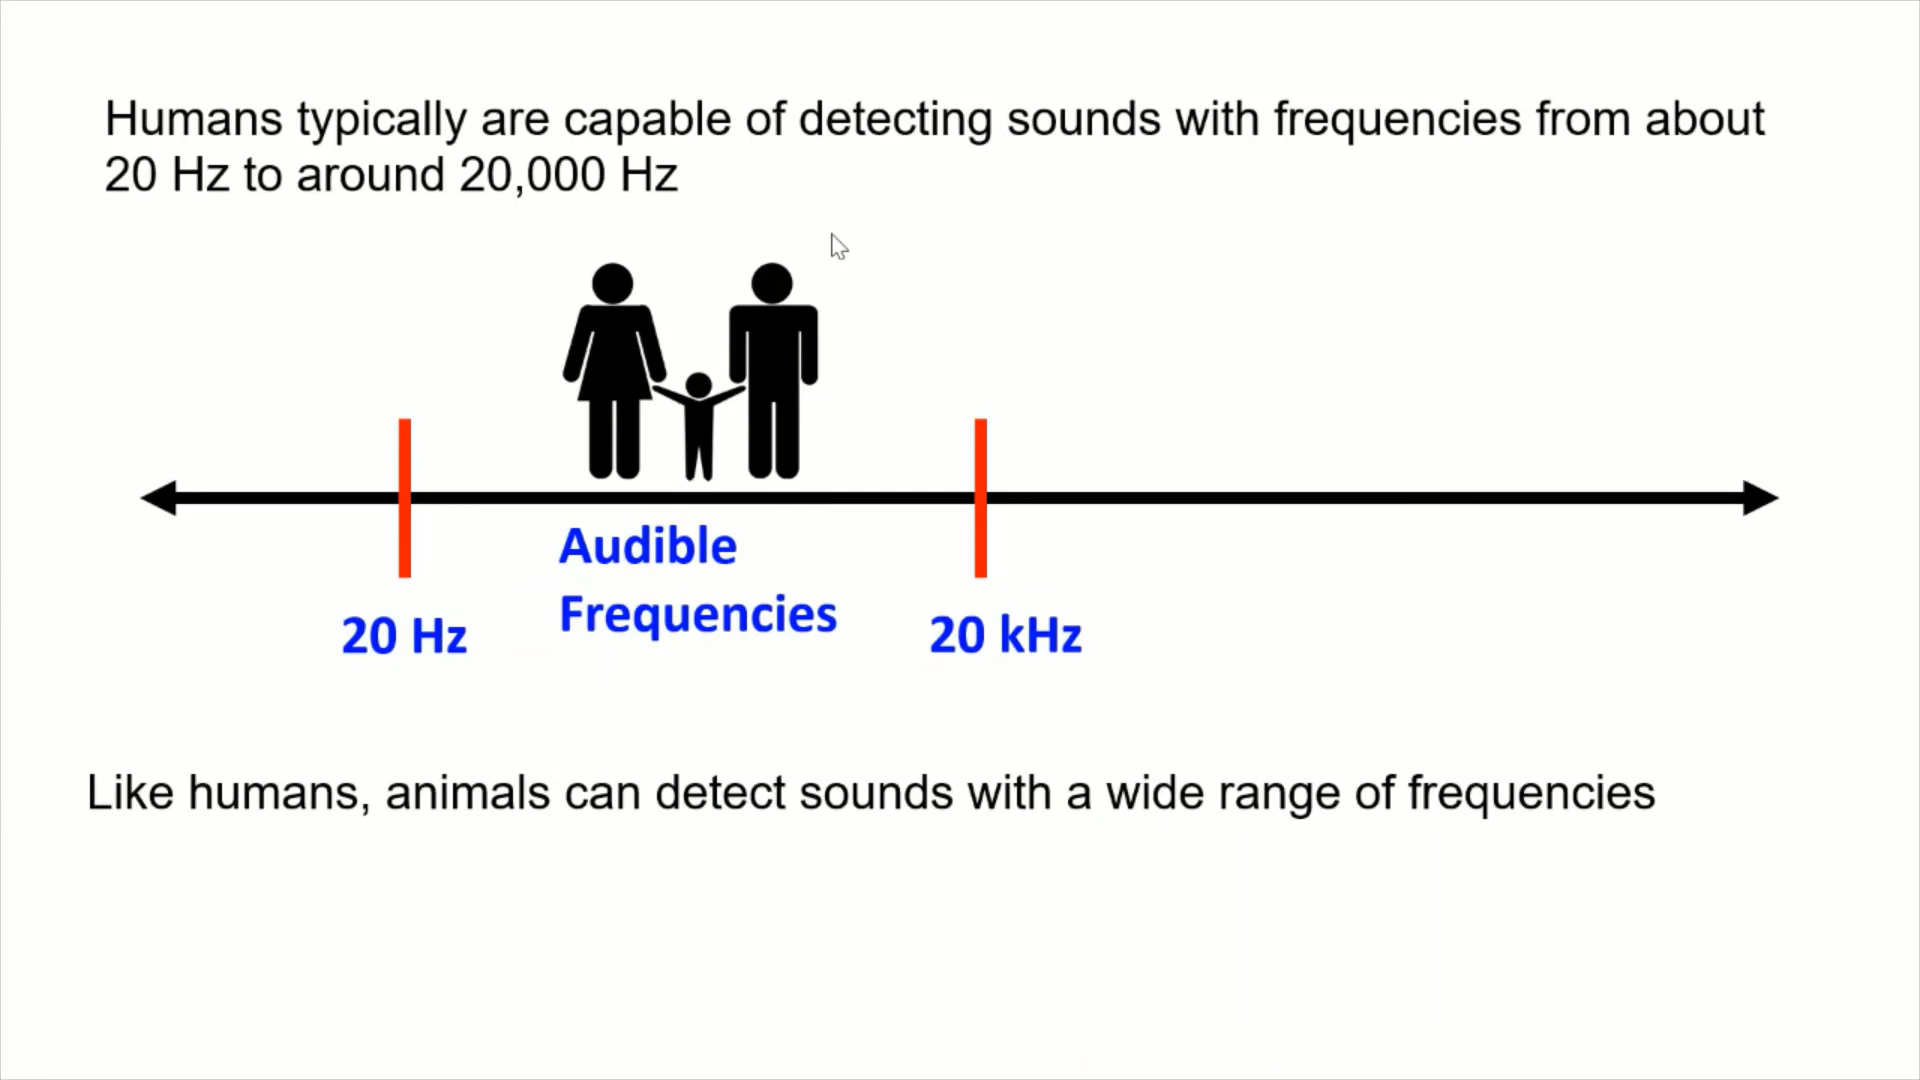 Humans typically are capable of detecting sounds with frequencies from about
20 Hz to around 20,000 Hz
Audible
Frequencies
20 Hz
20 kHz
Like humans, animals can detect sounds with a wide range of frequencies